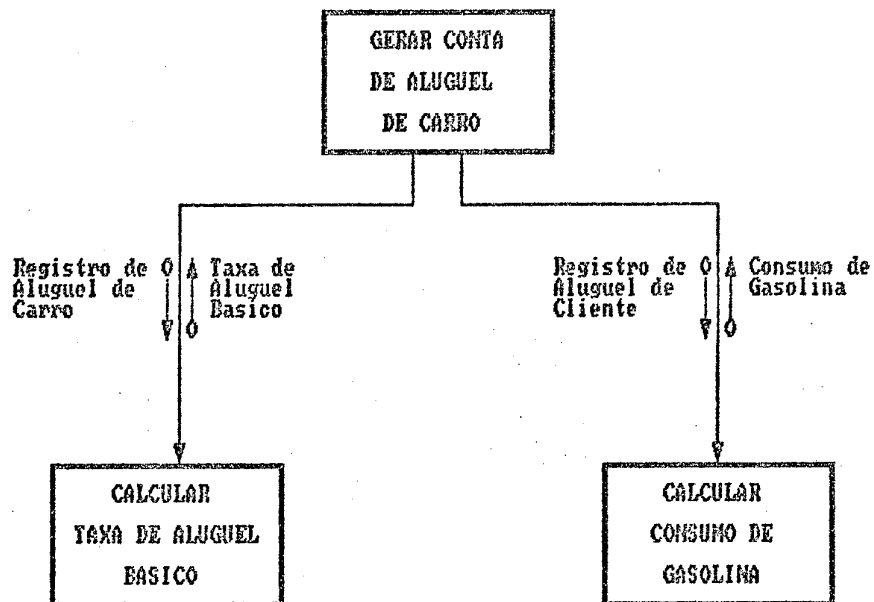 GERAR CONTA
DE ALUGUEL
DE CARRO
Registro de
Aluguel de
Carro
Taxa de
Aluguel
Basico
Registro de
Aluguel de
Cliente
Consumo de
Gasolina
CALCULAR
TAXA DE ALUGUEL
BASICO
CALCULAR
CONSUMO DE
GASOLINA